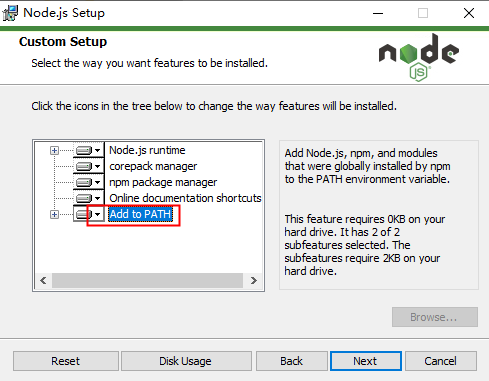 Node.js Setup
Custom Setup
Select the way you want features to be installed.
node
JS
Click the icons in the tree below to change the way features will be installed.
Node.js runtime
corepack manager
npm package manager
Online documentation shortcuts
Add to PATH
Add Node.js, npm, and modules
that were globally installed by npm
to the PATH environment variable.
This feature requires 0KB on your
hard drive. It has 2 of 2
subfeatures selected. The
subfeatures require 2KB on your
hard drive.
Browse...
Reset
Disk Usage
Back
Next
Cancel